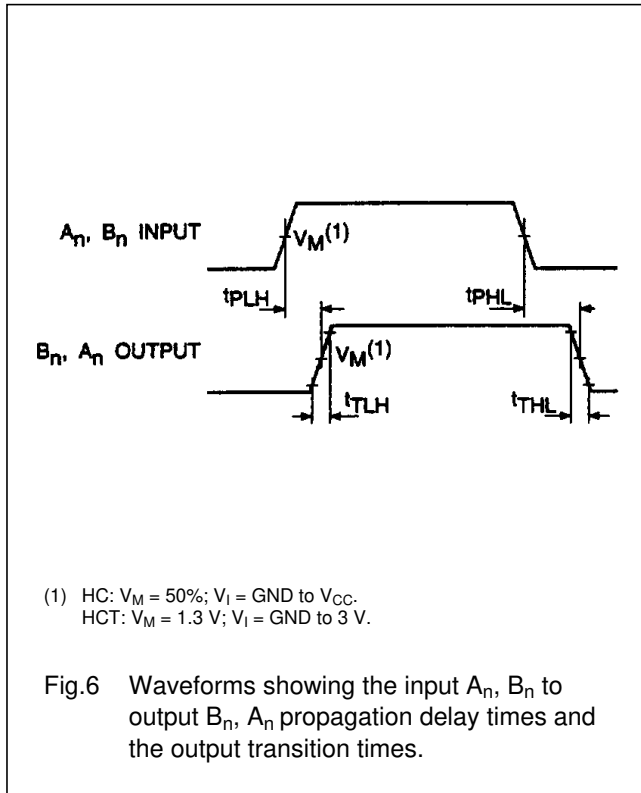 An, Bn INPUT
VM(1)
tPLH
tPHL
Bn, An OUTPUT
VM(1)
tTLH
tTHL
(1) HC: VM = 50%; VI = GND to VCC.
HCT: VM = 1.3 V; VI = GND to 3 V.
Fig.6 Waveforms showing the input An, Bn to
output Bn, An propagation delay times and
the output transition times.